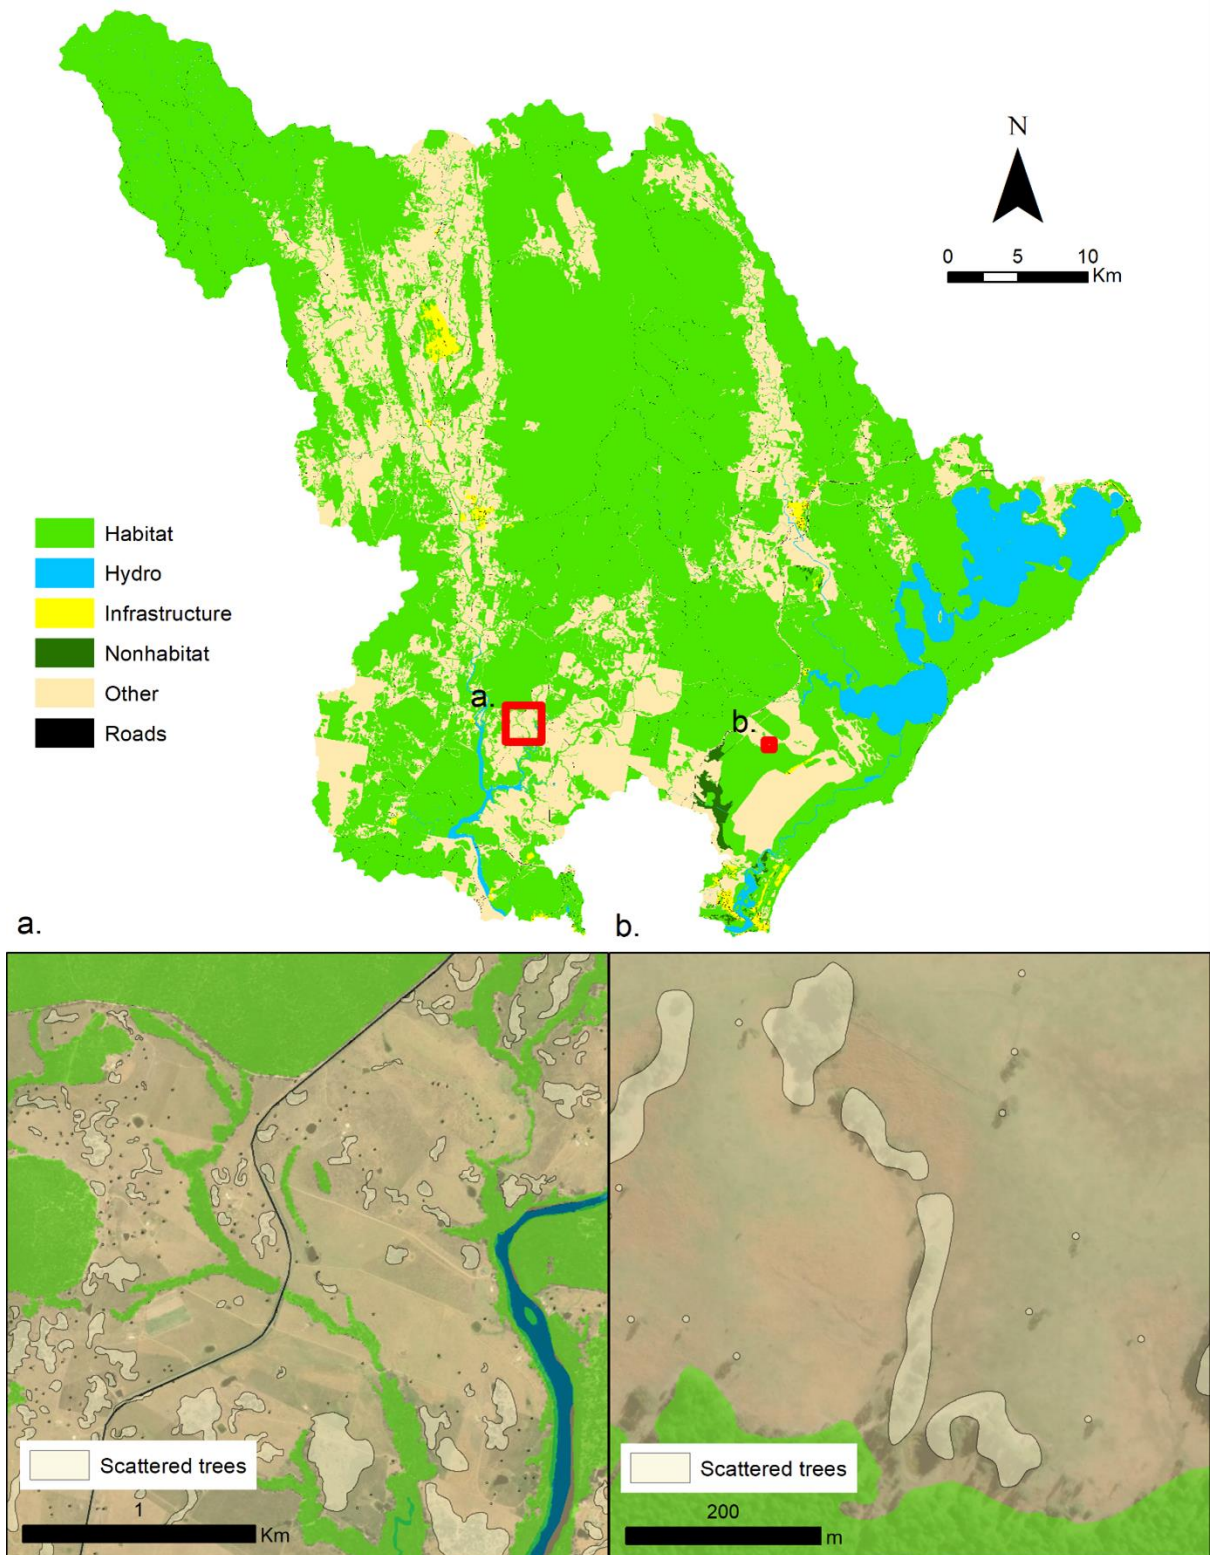 N
0 5 10
Km
Habitat
Hydro
Infrastructure
Nonhabitat
Other
Roads
a.
b.
a.
b.
Scattered trees
1
Km
Scattered trees
200
m